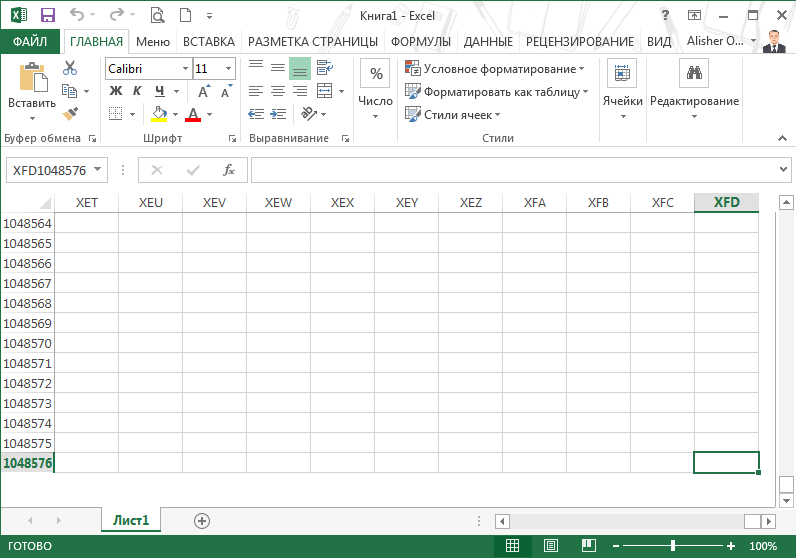 Книга1 - Excel
ФАЙЛ ГЛАВНАЯ Меню ВСТАВКА РАЗМЕТКА СТРАНИЦЫ ФОРМУЛЫ ДАННЫЕ РЕЦЕНЗИРОВАНИЕ ВИД Alisher O...
Вставить
Буфер обмена
Calibri 11
Ж К Ч
А А
А
Шрифт
Выравнивание
%
Число
Условное форматирование
Форматировать как таблицу
Стили ячеек
Стили
Ячейки
Редактирование
XFD1048576 fx
XET XEU XEV XEW XEX XEY XEZ XFA XFB XFC XFD
1048564
1048565
1048566
1048567
1048568
1048569
1048570
1048571
1048572
1048573
1048574
1048575
1048576
Лист1
ГОТОВО 100%